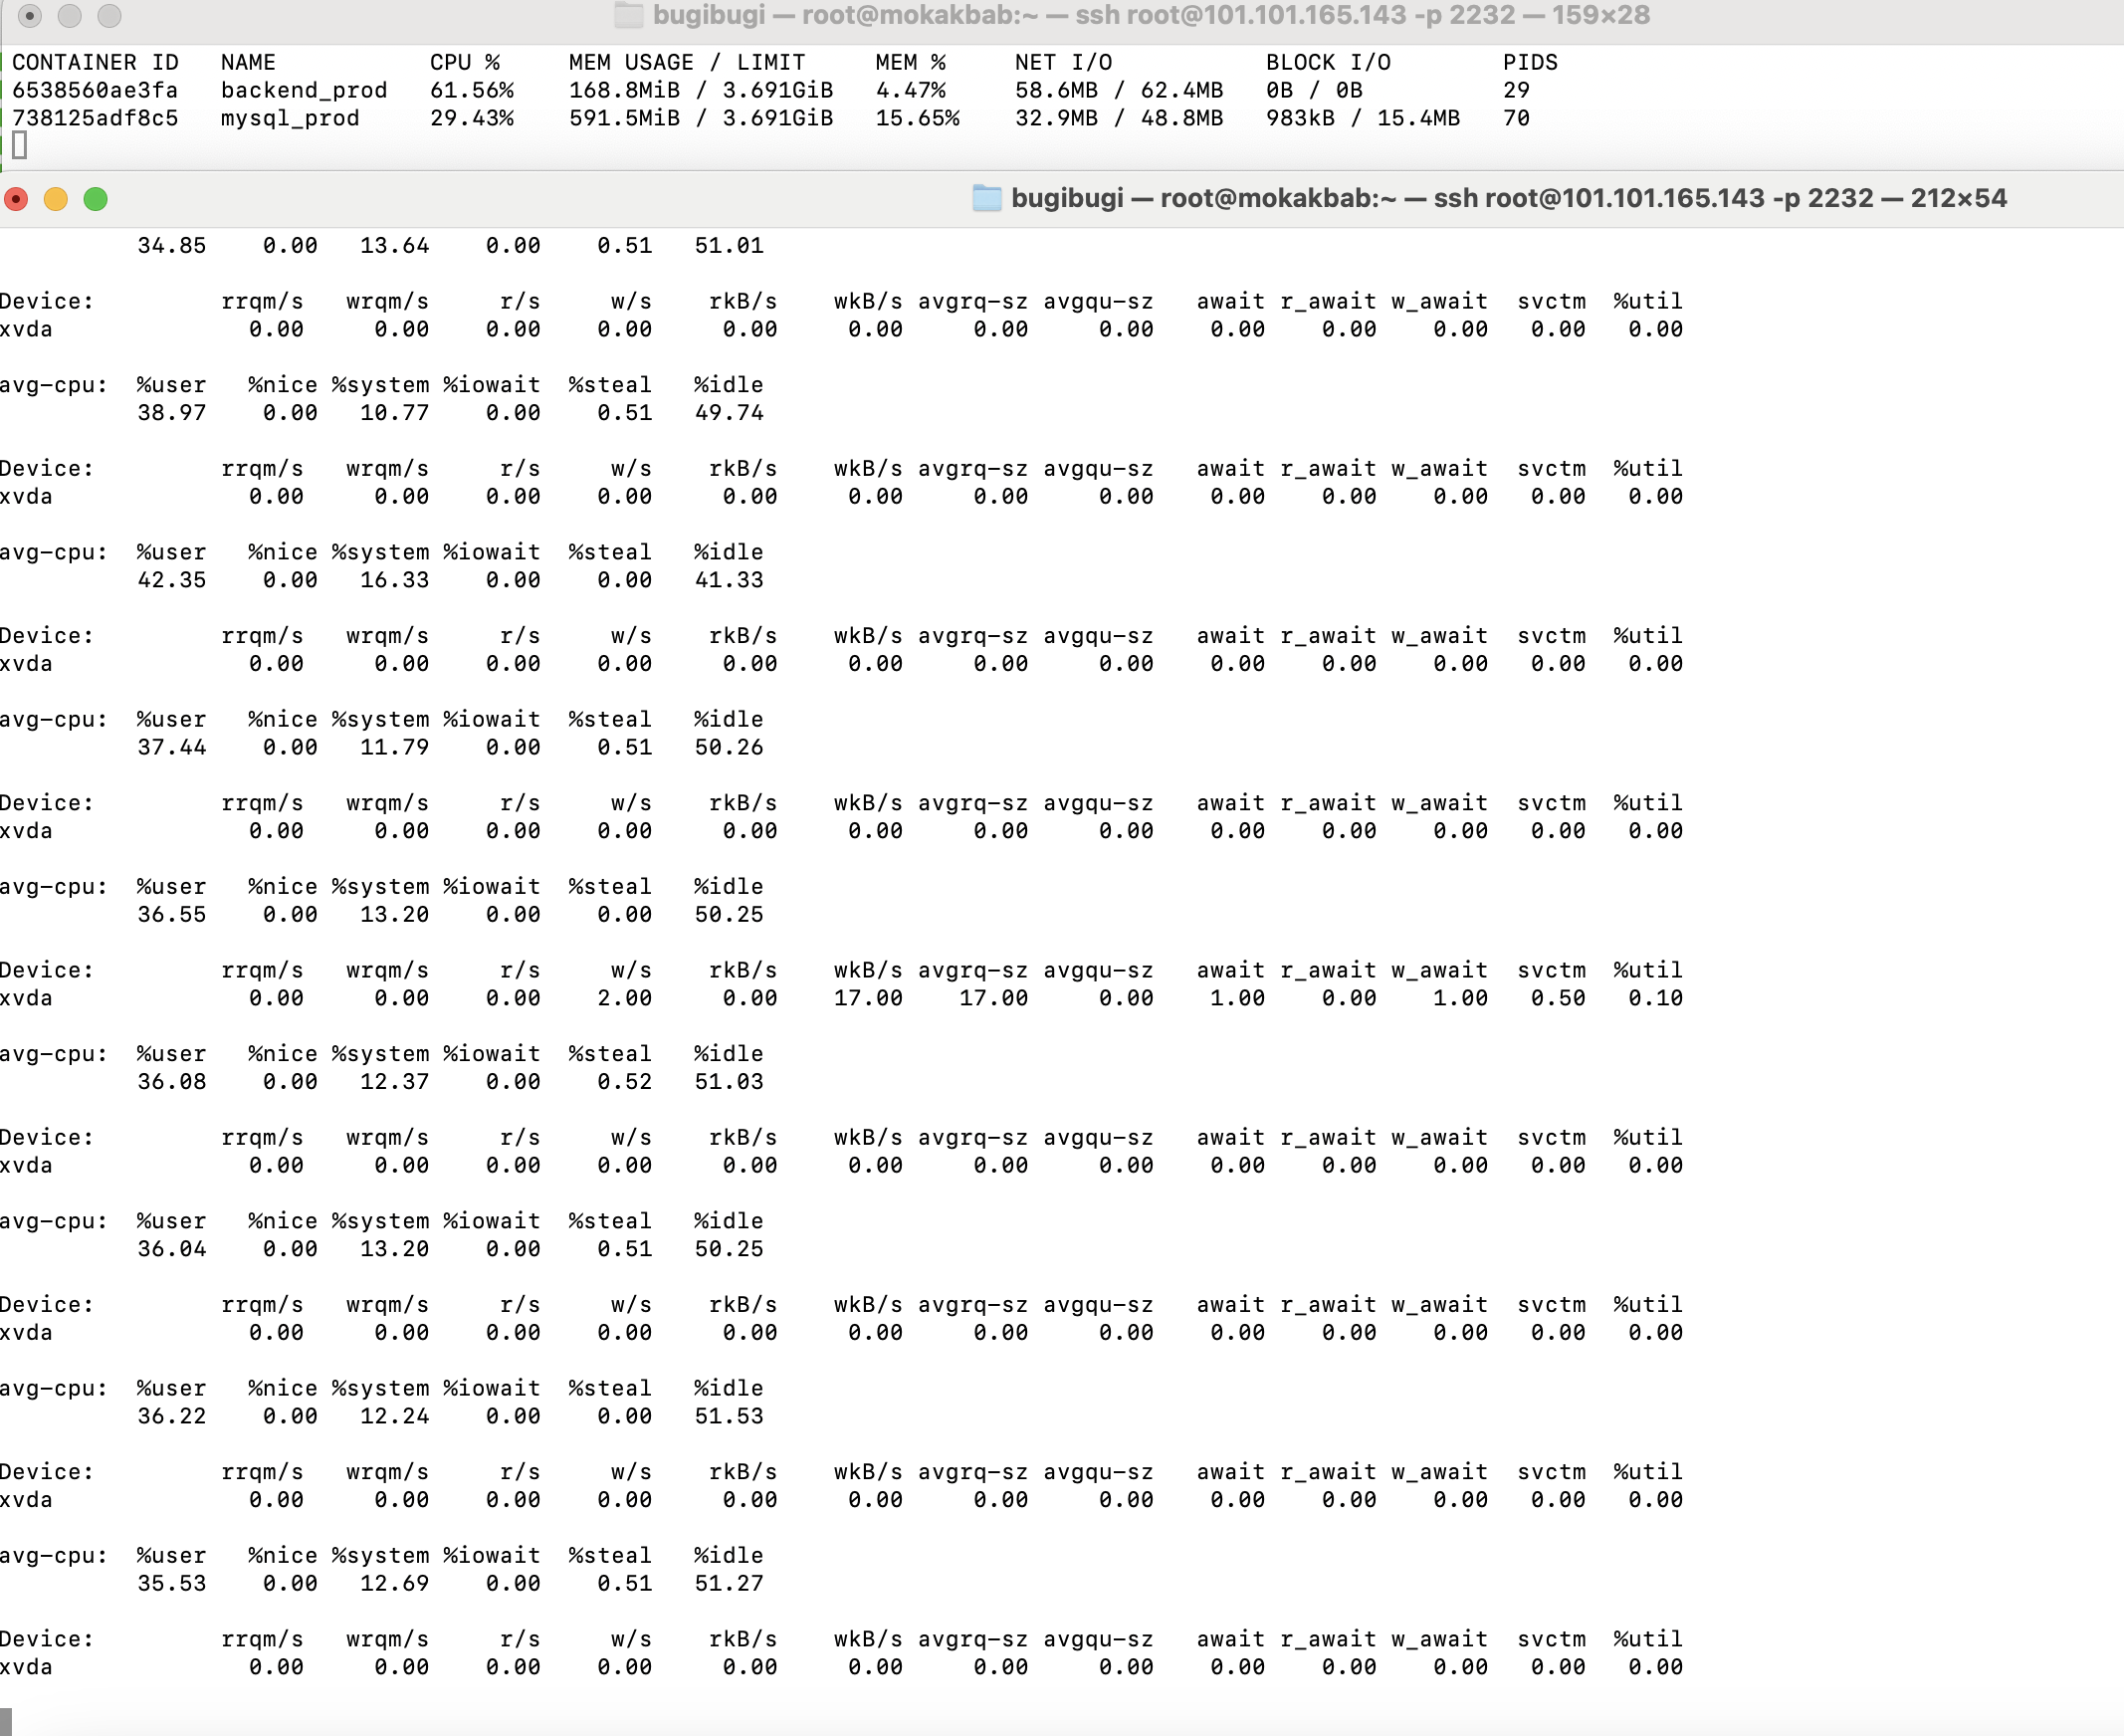 bugibugi — root@mokakbab:~ — ssh root@101.101.165.143 -p 2232 — 159×28
CONTAINER ID   NAME           CPU %     MEM USAGE / LIMIT     MEM %     NET I/O           BLOCK I/O       PIDS
6538560ae3fa   backend_prod   61.56%    168.8MiB / 3.691GiB   4.47%     58.6MB / 62.4MB   0B / 0B         29
738125adf8c5   mysql_prod     29.43%    591.5MiB / 3.691GiB   15.65%    32.9MB / 48.8MB   983kB / 15.4MB  70
bugibugi — root@mokakbab:~ — ssh root@101.101.165.143 -p 2232 — 212×54
34.85 0.00 13.64 0.00 0.51 51.01
Device: rrqm/s wrqm/s r/s w/s rkB/s wkB/s avgrq-sz avgqu-sz await r_await w_await svctm %util
xvda 0.00 0.00 0.00 0.00 0.00 0.00 0.00 0.00 0.00 0.00 0.00 0.00 0.00
avg-cpu: %user %nice %system %iowait %steal %idle
38.97 0.00 10.77 0.00 0.51 49.74
Device: rrqm/s wrqm/s r/s w/s rkB/s wkB/s avgrq-sz avgqu-sz await r_await w_await svctm %util
xvda 0.00 0.00 0.00 0.00 0.00 0.00 0.00 0.00 0.00 0.00 0.00 0.00 0.00
avg-cpu: %user %nice %system %iowait %steal %idle
42.35 0.00 16.33 0.00 0.00 41.33
Device: rrqm/s wrqm/s r/s w/s rkB/s wkB/s avgrq-sz avgqu-sz await r_await w_await svctm %util
xvda 0.00 0.00 0.00 0.00 0.00 0.00 0.00 0.00 0.00 0.00 0.00 0.00 0.00
avg-cpu: %user %nice %system %iowait %steal %idle
37.44 0.00 11.79 0.00 0.51 50.26
Device: rrqm/s wrqm/s r/s w/s rkB/s wkB/s avgrq-sz avgqu-sz await r_await w_await svctm %util
xvda 0.00 0.00 0.00 0.00 0.00 0.00 0.00 0.00 0.00 0.00 0.00 0.00 0.00
avg-cpu: %user %nice %system %iowait %steal %idle
36.55 0.00 13.20 0.00 0.00 50.25
Device: rrqm/s wrqm/s r/s w/s rkB/s wkB/s avgrq-sz avgqu-sz await r_await w_await svctm %util
xvda 0.00 0.00 0.00 2.00 0.00 17.00 17.00 0.00 1.00 0.00 1.00 0.50 0.10
avg-cpu: %user %nice %system %iowait %steal %idle
36.08 0.00 12.37 0.00 0.52 51.03
Device: rrqm/s wrqm/s r/s w/s rkB/s wkB/s avgrq-sz avgqu-sz await r_await w_await svctm %util
xvda 0.00 0.00 0.00 0.00 0.00 0.00 0.00 0.00 0.00 0.00 0.00 0.00 0.00
avg-cpu: %user %nice %system %iowait %steal %idle
36.04 0.00 13.20 0.00 0.51 50.25
Device: rrqm/s wrqm/s r/s w/s rkB/s wkB/s avgrq-sz avgqu-sz await r_await w_await svctm %util
xvda 0.00 0.00 0.00 0.00 0.00 0.00 0.00 0.00 0.00 0.00 0.00 0.00 0.00
avg-cpu: %user %nice %system %iowait %steal %idle
36.22 0.00 12.24 0.00 0.00 51.53
Device: rrqm/s wrqm/s r/s w/s rkB/s wkB/s avgrq-sz avgqu-sz await r_await w_await svctm %util
xvda 0.00 0.00 0.00 0.00 0.00 0.00 0.00 0.00 0.00 0.00 0.00 0.00 0.00
avg-cpu: %user %nice %system %iowait %steal %idle
35.53 0.00 12.69 0.00 0.51 51.27
Device: rrqm/s wrqm/s r/s w/s rkB/s wkB/s avgrq-sz avgqu-sz await r_await w_await svctm %util
xvda 0.00 0.00 0.00 0.00 0.00 0.00 0.00 0.00 0.00 0.00 0.00 0.00 0.00